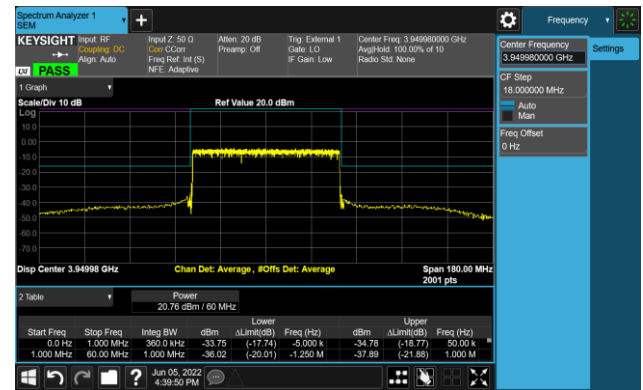 Spectrum Analyzer 1
SEM
+
Frequency
KEYSIGHT
Input: RF
Coupling: DC
Align: Auto
Input Z: 50 Ω
Corr CCorr
Freq Ref: Int (S)
NFE: Adaptive
Atten: 20 dB
Preamp: Off
Trig: External 1
Gate: LO
IF Gain: Low
Center Freq: 3.949980000 GHz
Avg|Hold: 100.00% of 10
Radio Std: None
LXI PASS
Center Frequency
3.949980000 GHz
Settings
CF Step
18.000000 MHz
Auto
Man
Freq Offset
0 Hz
1 Graph
Scale/Div 10 dB
Ref Value 20.0 dBm
Log
10.0
0.00
-10.0
-20.0
-30.0
-40.0
-50.0
-60.0
-70.0
Disp Center 3.94998 GHz
Chan Det: Average, #Offs Det: Average
Span 180.00 MHz
2001 pts
2 Table
Power
20.76 dBm / 60 MHz
Lower Upper
Start Freq Stop Freq Integ BW dBm ΔLimit(dB) Freq (Hz) dBm ΔLimit(dB) Freq (Hz)
0.0 Hz 1.000 MHz 360.0 kHz -33.75 (-17.74) -5.000 k -34.78 (-18.77) 50.00 k
1.000 MHz 60.00 MHz 1.000 MHz -36.02 (-20.01) -1.250 M -37.89 (-21.88) 1.000 M
?
Jun 05, 2022
4:39:50 PM